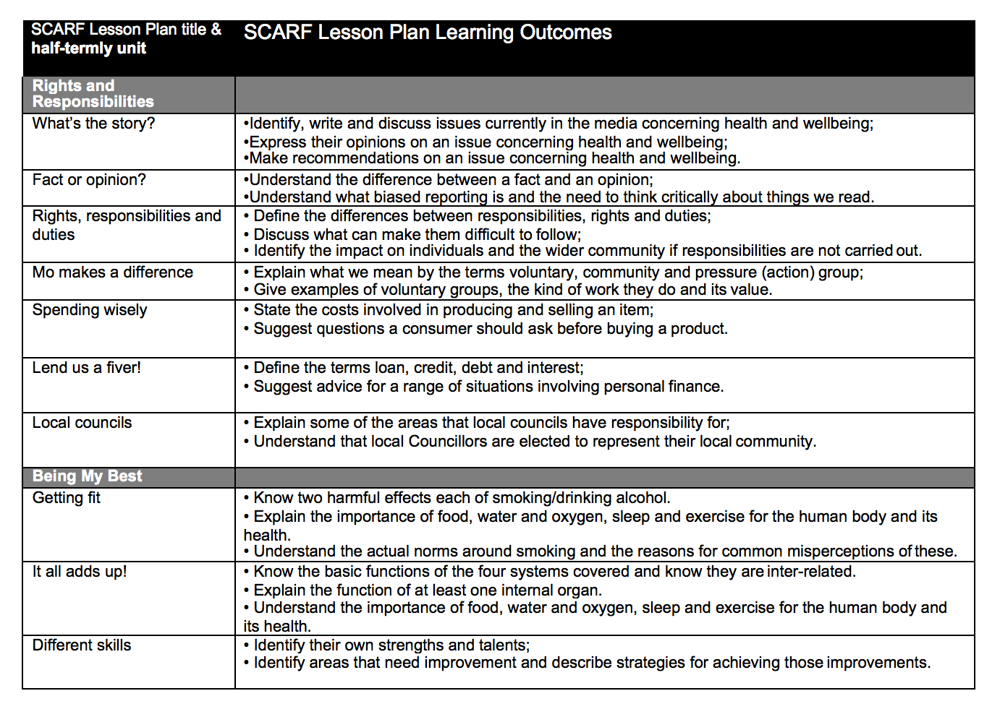 SCARF Lesson Plan title &
half-termly unit
SCARF Lesson Plan Learning Outcomes
Rights and
Responsibilities
What’s the story?
•Identify, write and discuss issues currently in the media concerning health and wellbeing;
•Express their opinions on an issue concerning health and wellbeing;
•Make recommendations on an issue concerning health and wellbeing.
Fact or opinion?
•Understand the difference between a fact and an opinion;
•Understand what biased reporting is and the need to think critically about things we read.
Rights, responsibilities and
duties
• Define the differences between responsibilities, rights and duties;
• Discuss what can make them difficult to follow;
• Identify the impact on individuals and the wider community if responsibilities are not carried out.
Mo makes a difference
• Explain what we mean by the terms voluntary, community and pressure (action) group;
• Give examples of voluntary groups, the kind of work they do and its value.
Spending wisely
• State the costs involved in producing and selling an item;
• Suggest questions a consumer should ask before buying a product.
Lend us a fiver!
• Define the terms loan, credit, debt and interest;
• Suggest advice for a range of situations involving personal finance.
Local councils
• Explain some of the areas that local councils have responsibility for;
• Understand that local Councillors are elected to represent their local community.
Being My Best
Getting fit
• Know two harmful effects each of smoking/drinking alcohol.
• Explain the importance of food, water and oxygen, sleep and exercise for the human body and its
health.
• Understand the actual norms around smoking and the reasons for common misperceptions of these.
It all adds up!
• Know the basic functions of the four systems covered and know they are inter-related.
• Explain the function of at least one internal organ.
• Understand the importance of food, water and oxygen, sleep and exercise for the human body and
its health.
Different skills
• Identify their own strengths and talents;
• Identify areas that need improvement and describe strategies for achieving those improvements.